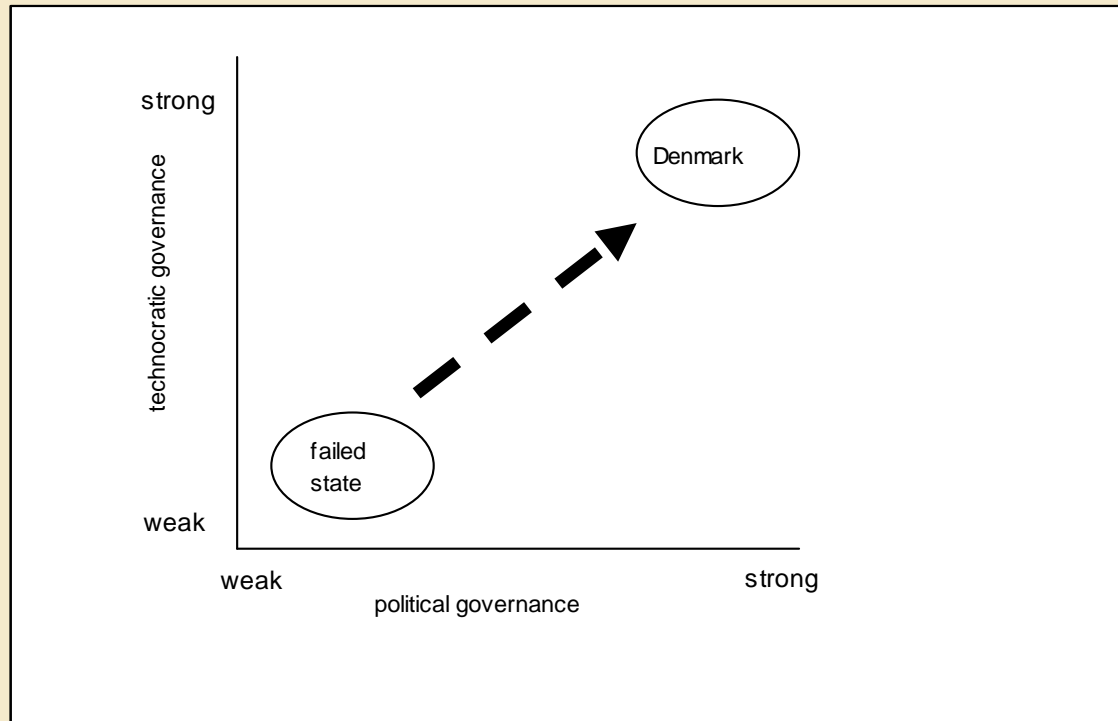 strong
Denmark
technocratic governance
failed
state
weak
weak
strong
political governance